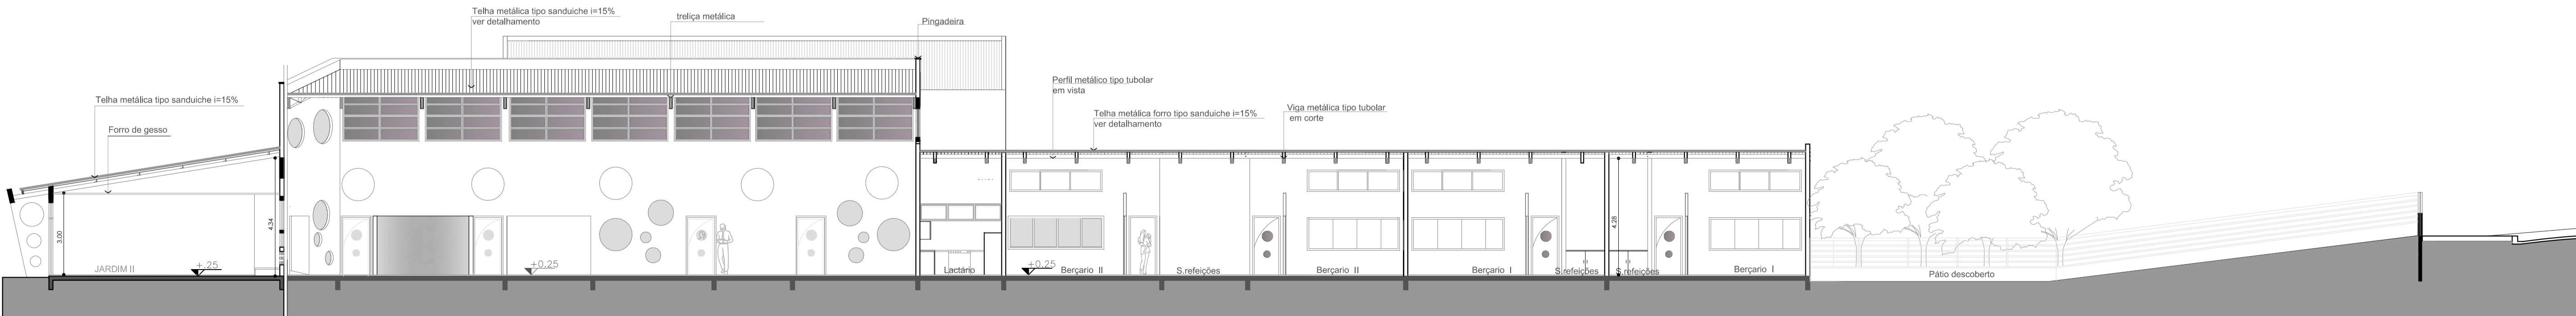 Telha metálica tipo sanduiche i=15%
ver detalhamento
treliça metálica
Pingadeira
Telha metálica tipo sanduiche i=15%
Forro de gesso
Perfil metálico tipo tubolar
em vista
Telha metálica forro tipo sanduiche i=15%
ver detalhamento
Viga metálica tipo tubolar
em corte
3.00
4.34
4.28
JARDIM II
+.25
+0.25
Lactário
+0.25
Berçario II
S.refeições
Berçario II
Berçario I
S.refeições
S.refeições
Berçario I
Pátio descoberto